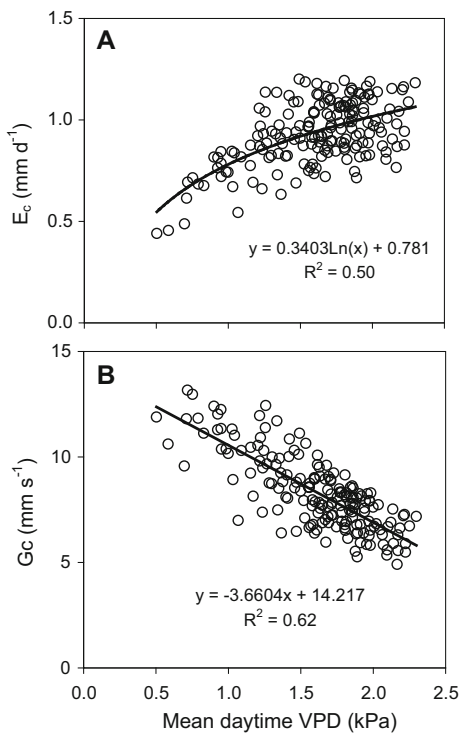 A
1.5
1.0
0.5
0.0
E_c (mm d⁻¹)
y = 0.3403Ln(x) + 0.781
R² = 0.50
B
15
10
5
0
Gc (mm s⁻¹)
y = -3.6604x + 14.217
R² = 0.62
0.0 0.5 1.0 1.5 2.0 2.5
Mean daytime VPD (kPa)